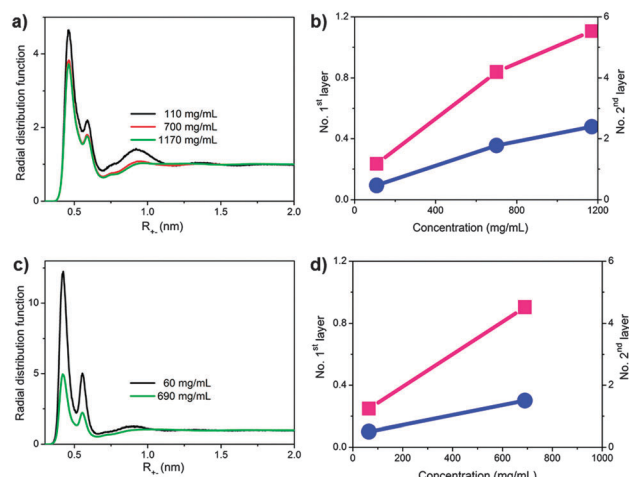 a)
Radial distribution function
4
2
0
110 mg/mL
700 mg/mL
1170 mg/mL
0.5 1.0 1.5 2.0
R+- (nm)
b)
No. 1st layer
1.2
0.8
0.4
0.0
0 400 800 1200
Concentration (mg/mL)
6
4
2
0
No. 2nd layer
c)
Radial distribution function
10
5
0
60 mg/mL
690 mg/mL
0.5 1.0 1.5 2.0
R+- (nm)
d)
No. 1st layer
1.2
0.8
0.4
0.0
0 200 400 600 800 1000
Concentration (mg/mL)
6
5
4
3
2
1
0
No. 2nd layer